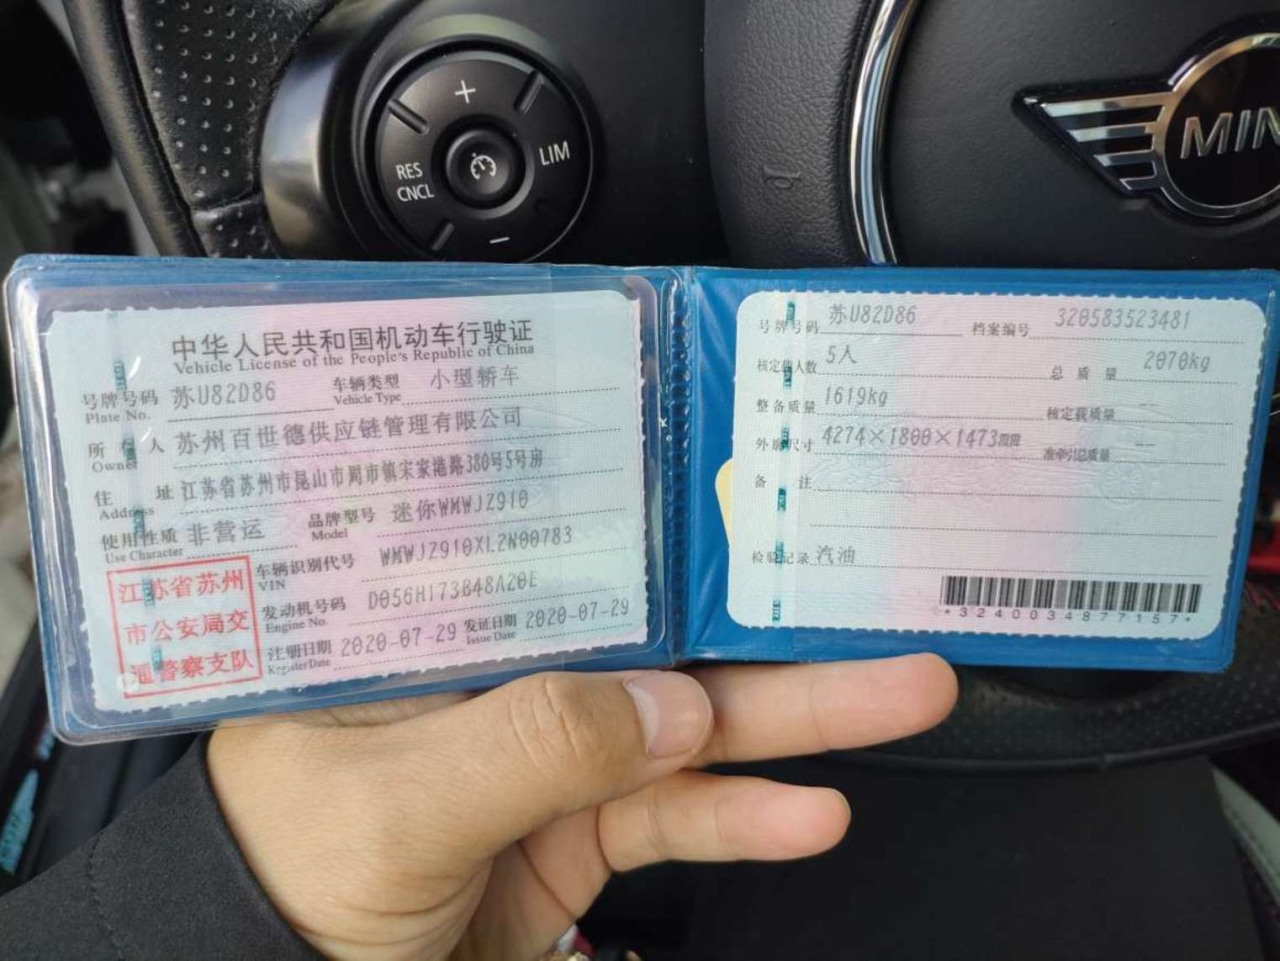 +
RES
CNCL
LIM
−
MIN
中华人民共和国机动车行驶证
Vehicle License of the People's Republic of China
号牌号码 苏U82D86 车辆类型 小型轿车
Plate No. Vehicle Type
所有人 苏州百世德供应链管理有限公司
Owner
住址 江苏省苏州市昆山市周市镇宋家港路380号5号房
Address
使用性质 非营运 品牌型号 迷你WMWJZ910
Use Character Model
车辆识别代号 WMWJZ910XL2N00783
VIN
发动机号码 D056H173B48A20E
Engine No.
注册日期 2020-07-29 发证日期 2020-07-29
Register Date Issue Date
江苏省苏州
市公安局交
通警察支队
号牌号码 苏U82D86 档案编号 320583523481
核定载人数 5人 总质量 2070kg
整备质量 1619kg 核定载质量 --
外廓尺寸 4274×1800×1473mm 准牵引总质量 --
备注
检验记录 汽油
*3240034877157*